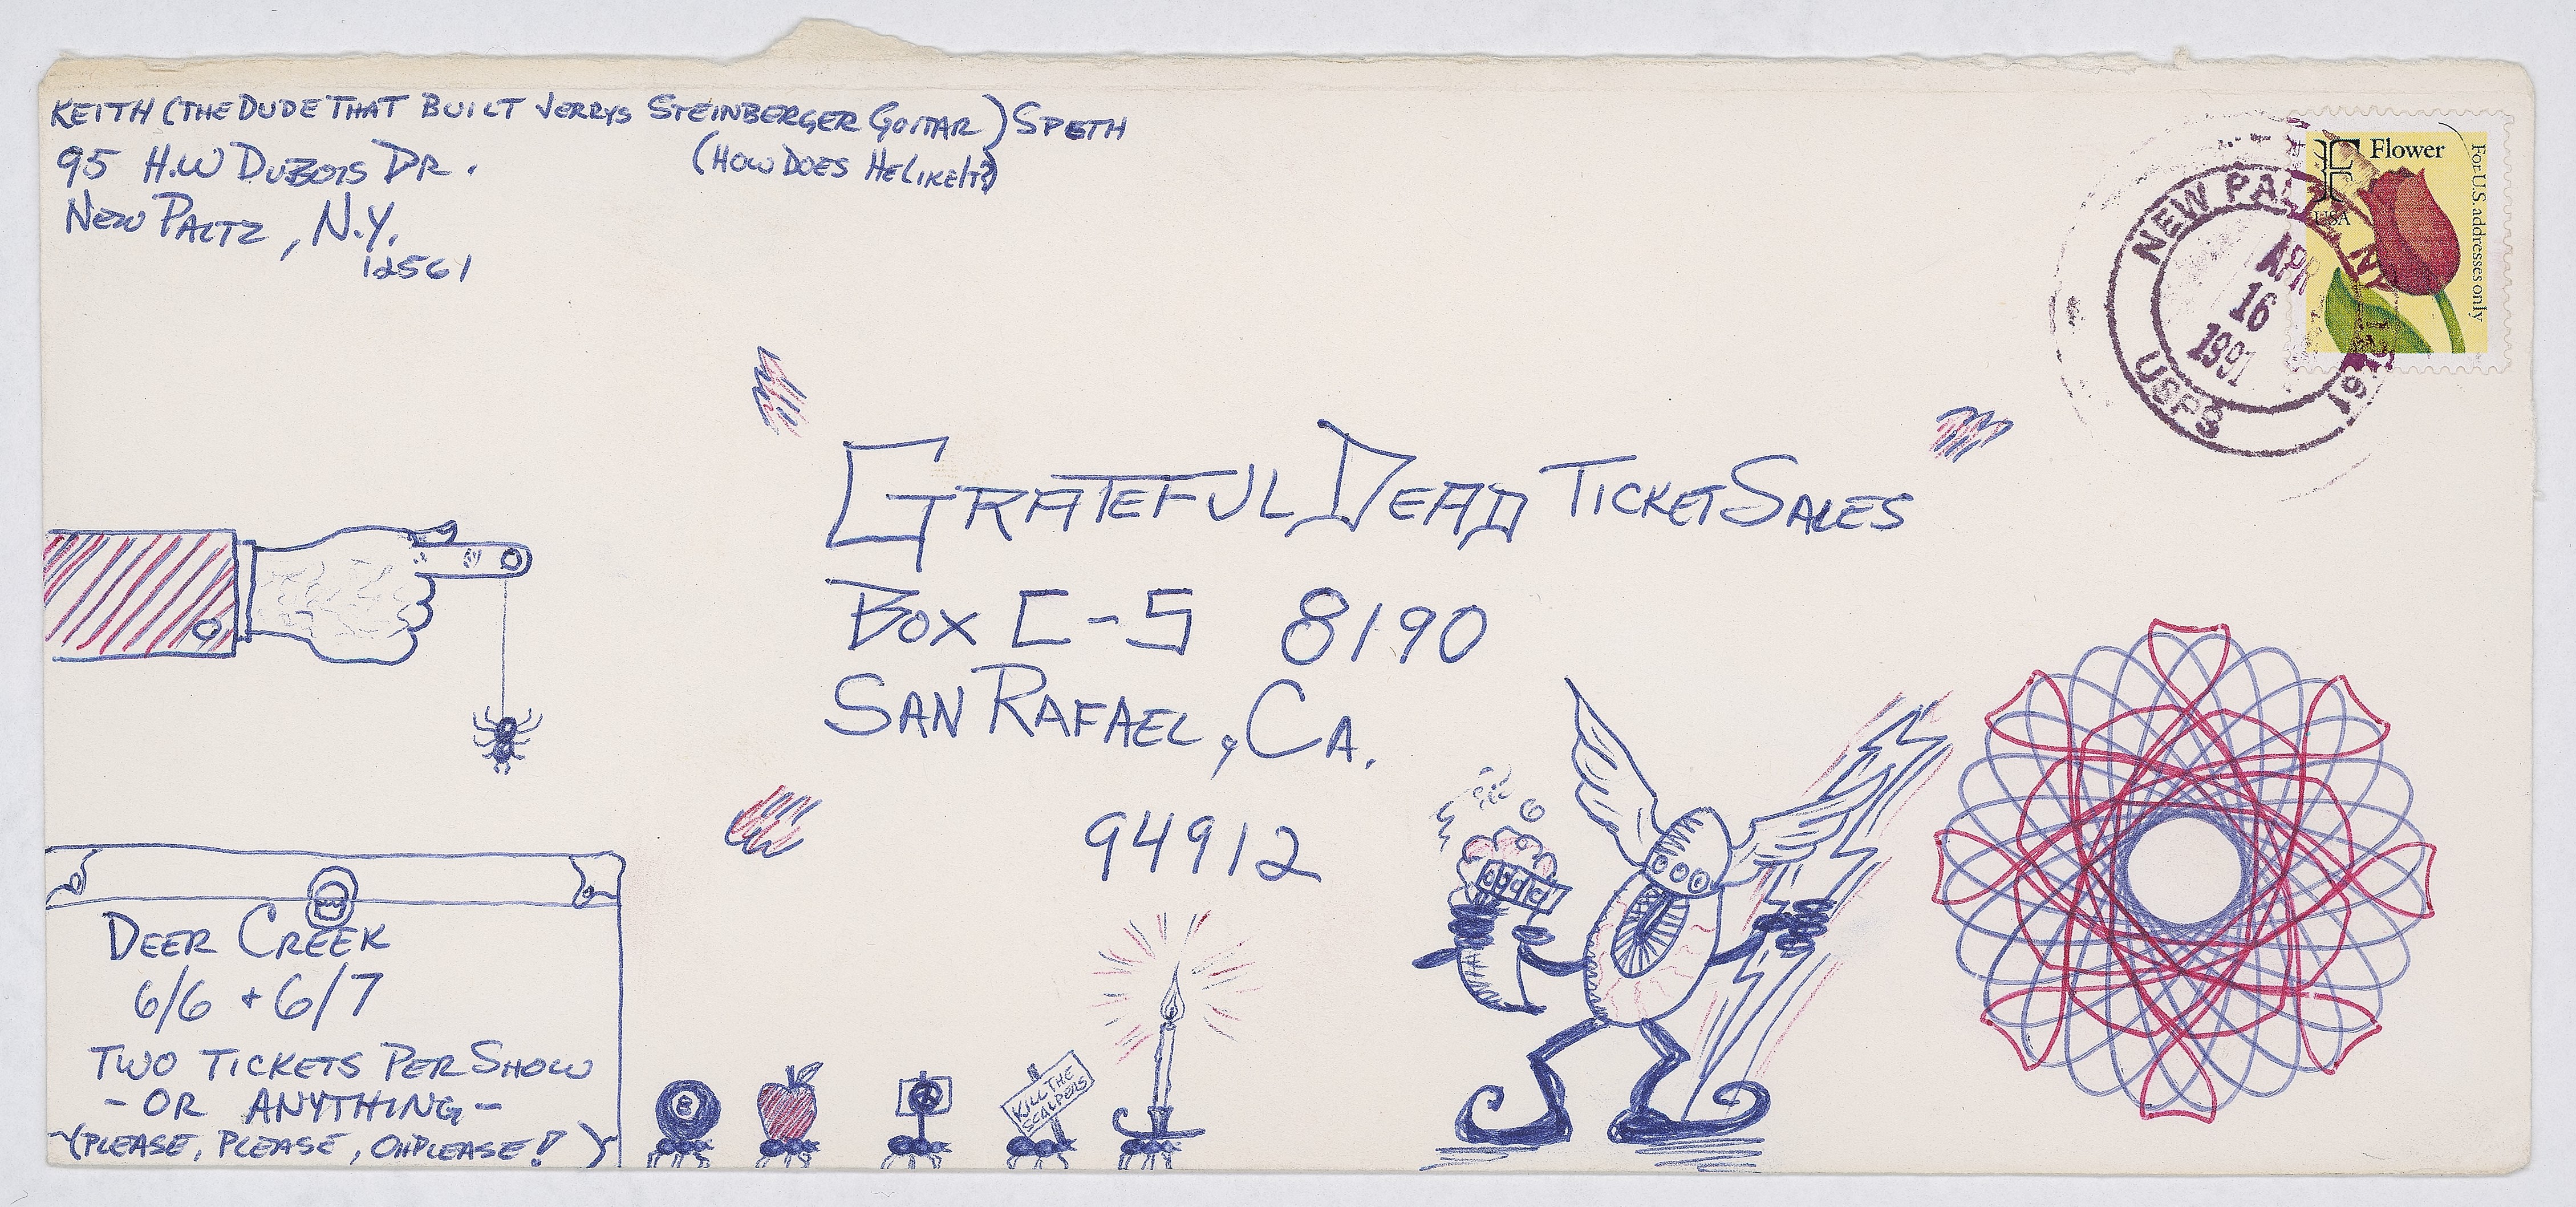 KEITH (THE DUDE THAT BUILT JERRYS STEINBERGER GUITAR) SPETH
(HOW DOES HE LIKE IT?)
95 H.W DUBOIS DR.
NEW PALTZ, N.Y.
12561
F Flower
USA
For U.S. addresses only
NEW PALTZ NY
APR
16
1991
USPS
GRATEFUL DEAD TICKET SALES
BOX C-S 8190
SAN RAFAEL, CA.
94912
DEER CREEK
6/6 + 6/7
TWO TICKETS PER SHOW
- OR ANYTHING -
(PLEASE, PLEASE, OH PLEASE! )
8
KILL THE
SCALPERS